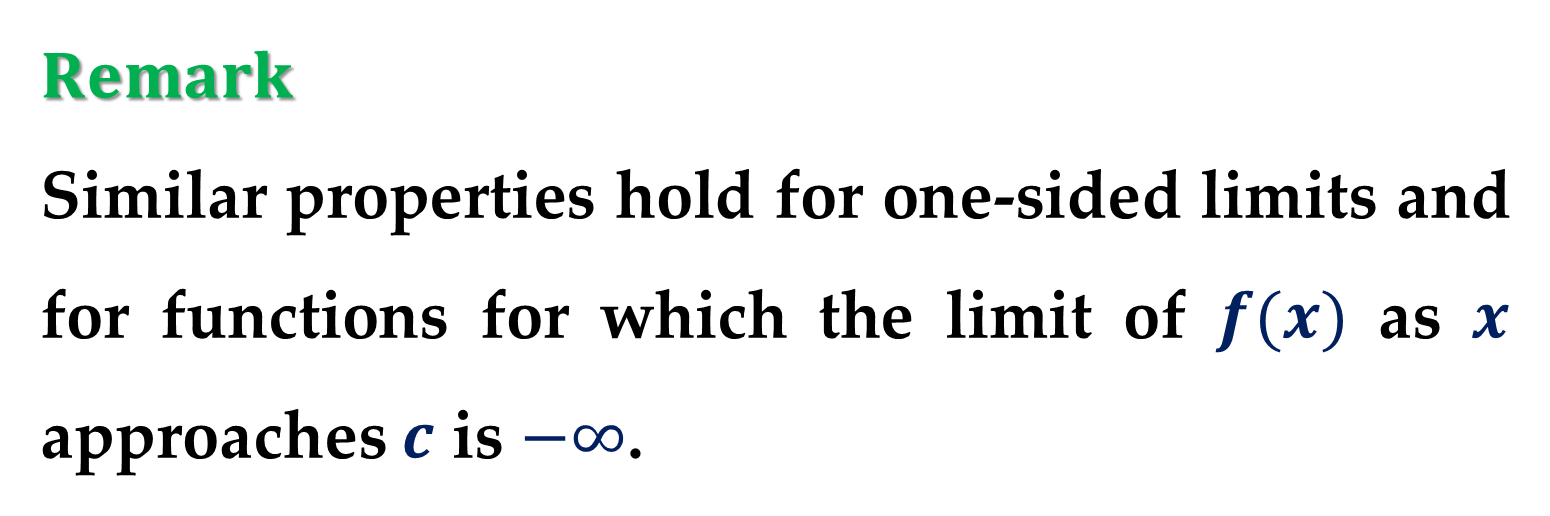 Remark
Similar properties hold for one-sided limits and
for functions for which the limit of f(x) as x
approaches c is −∞.